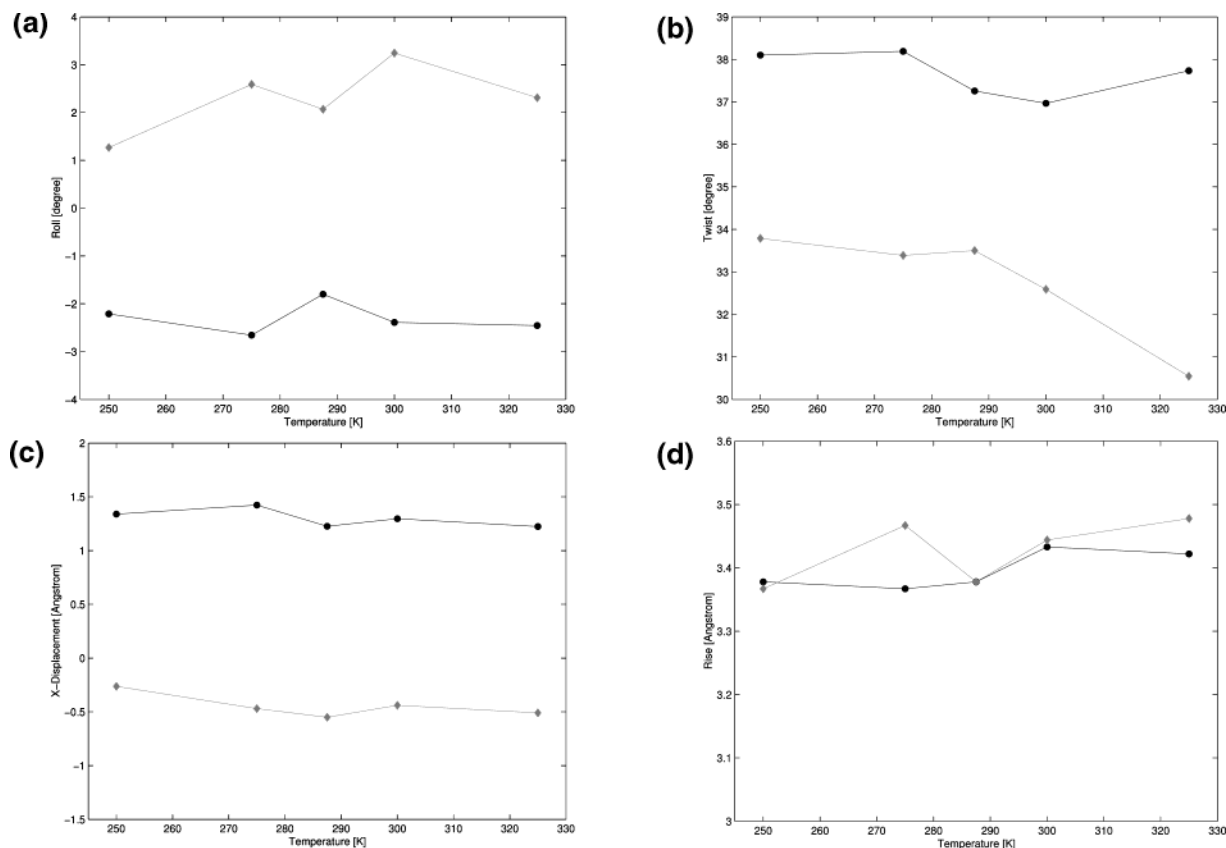 (a)
4
3
2
1
0
−1
−2
−3
−4
Roll [degree]
250 260 270 280 290 300 310 320 330
Temperature [K]
(b)
39
38
37
36
35
34
33
32
31
30
Twist [degree]
250 260 270 280 290 300 310 320 330
Temperature [K]
(c)
2
1.5
1
0.5
0
−0.5
−1
−1.5
X−Displacement [Angstrom]
250 260 270 280 290 300 310 320 330
Temperature [K]
(d)
3.6
3.5
3.4
3.3
3.2
3.1
3
Rise [Angstrom]
250 260 270 280 290 300 310 320 330
Temperature [K]